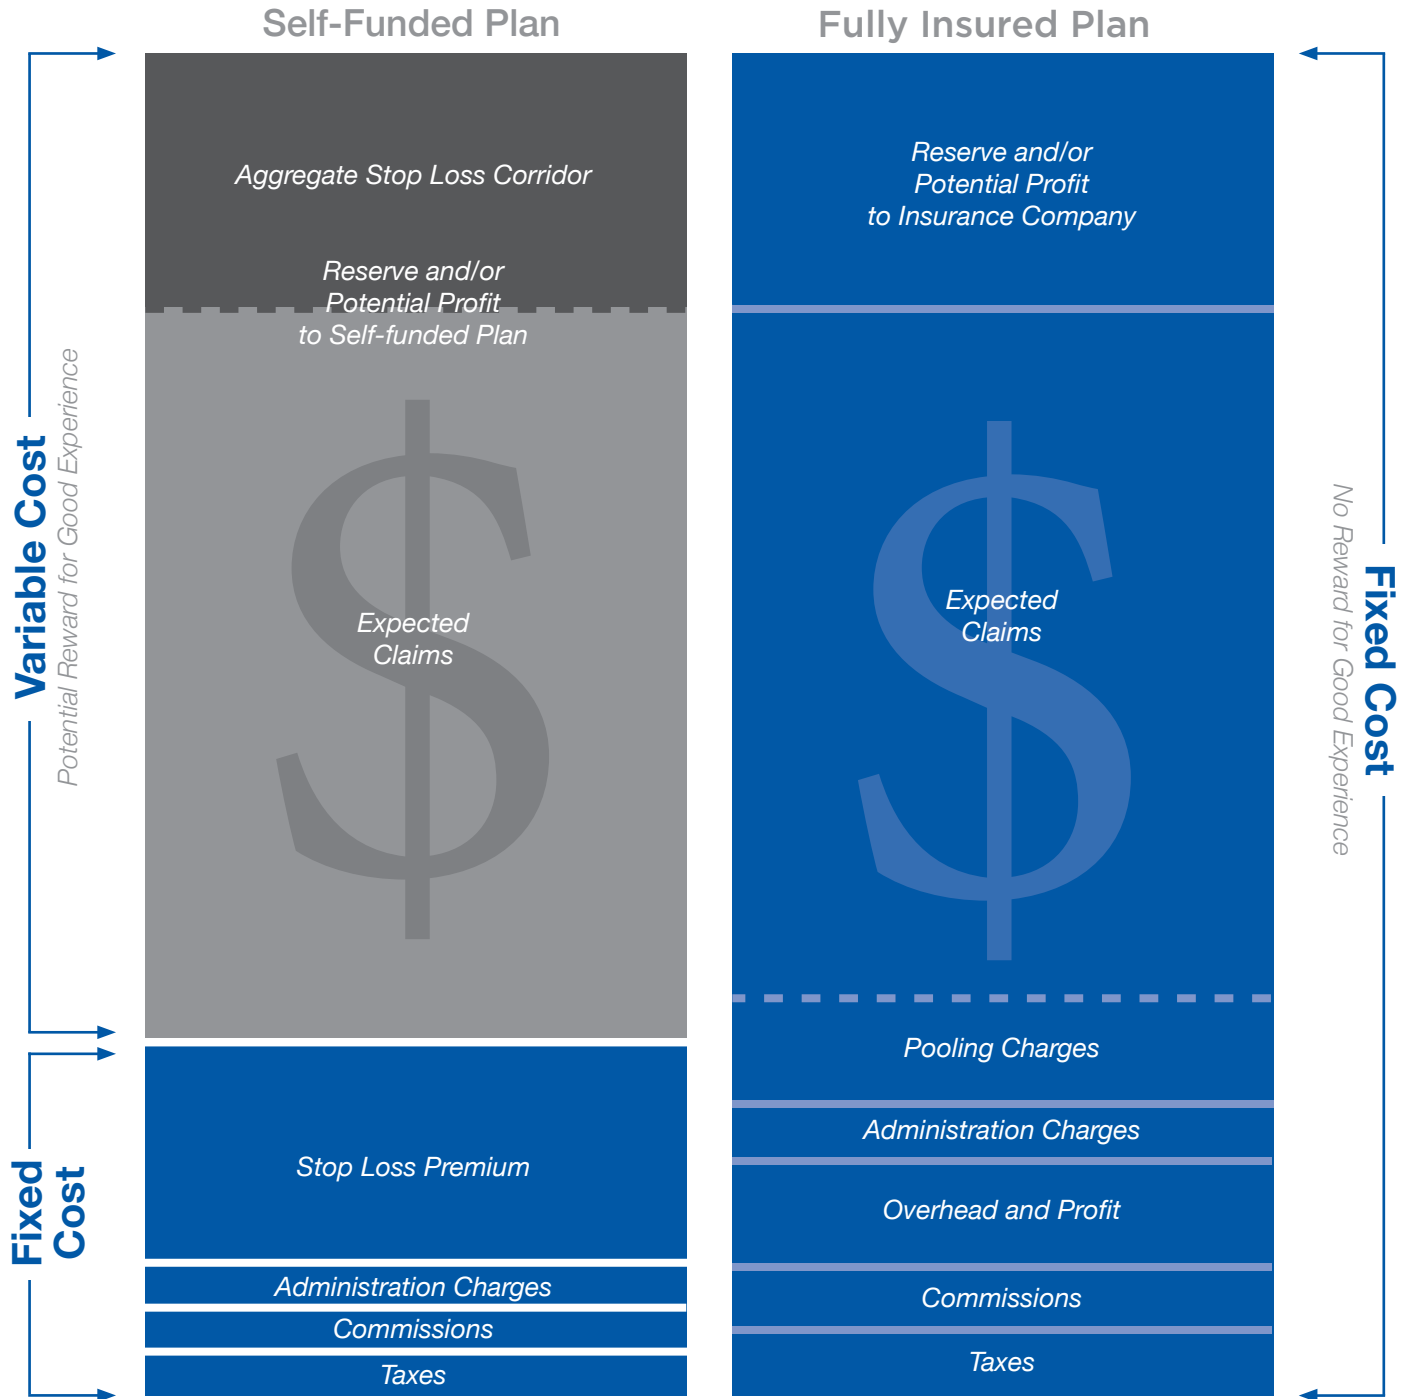 Self-Funded Plan
Fully Insured Plan
Variable Cost
Potential Reward for Good Experience
Fixed
Cost
Aggregate Stop Loss Corridor
Reserve and/or
Potential Profit
to Self-funded Plan
$
Expected
Claims
Stop Loss Premium
Administration Charges
Commissions
Taxes
Reserve and/or
Potential Profit
to Insurance Company
$
Expected
Claims
Pooling Charges
Administration Charges
Overhead and Profit
Commissions
Taxes
Fixed Cost
No Reward for Good Experience